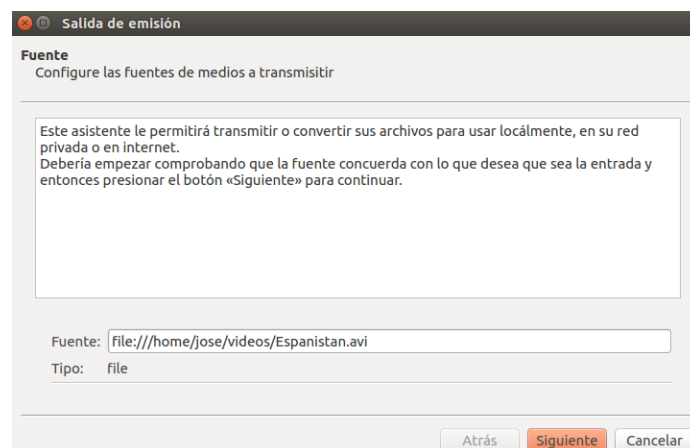 Salida de emisión
Fuente
Configure las fuentes de medios a transmisitir
Este asistente le permitirá transmitir o convertir sus archivos para usar locálmente, en su red
privada o en internet.
Debería empezar comprobando que la fuente concuerda con lo que desea que sea la entrada y
entonces presionar el botón «Siguiente» para continuar.
Fuente: file:///home/jose/videos/Espanistan.avi
Tipo: file
Atrás Siguiente Cancelar